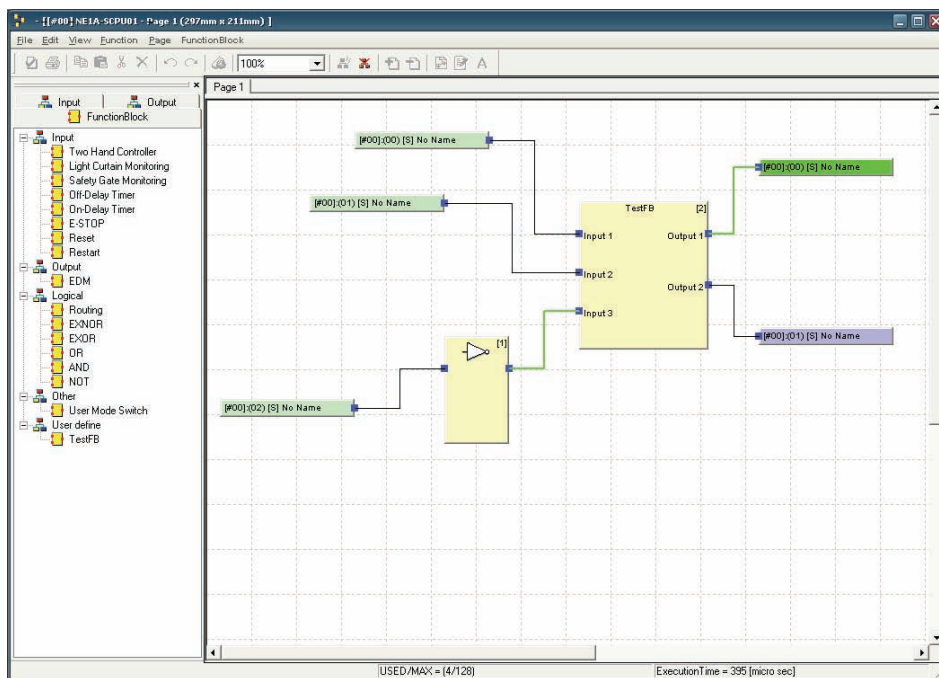 - [[#00] NE1A-SCPU01 - Page 1 (297mm x 211mm) ]
File Edit View Function Page FunctionBlock
100%
Page 1
Input Output
FunctionBlock
Input
Two Hand Controller
Light Curtain Monitoring
Safety Gate Monitoring
Off-Delay Timer
On-Delay Timer
E-STOP
Reset
Restart
Output
EDM
Logical
Routing
EXNOR
EXOR
OR
AND
NOT
Other
User Mode Switch
User define
TestFB
[#00]:(00) [S] No Name
[#00]:(01) [S] No Name
[#00]:(02) [S] No Name
[1]
TestFB [2]
Input 1 Output 1
Input 2
Output 2
Input 3
[#00]:(00) [S] No Name
[#00]:(01) [S] No Name
USED/MAX = (4/128) ExecutionTime = 395 [micro sec]